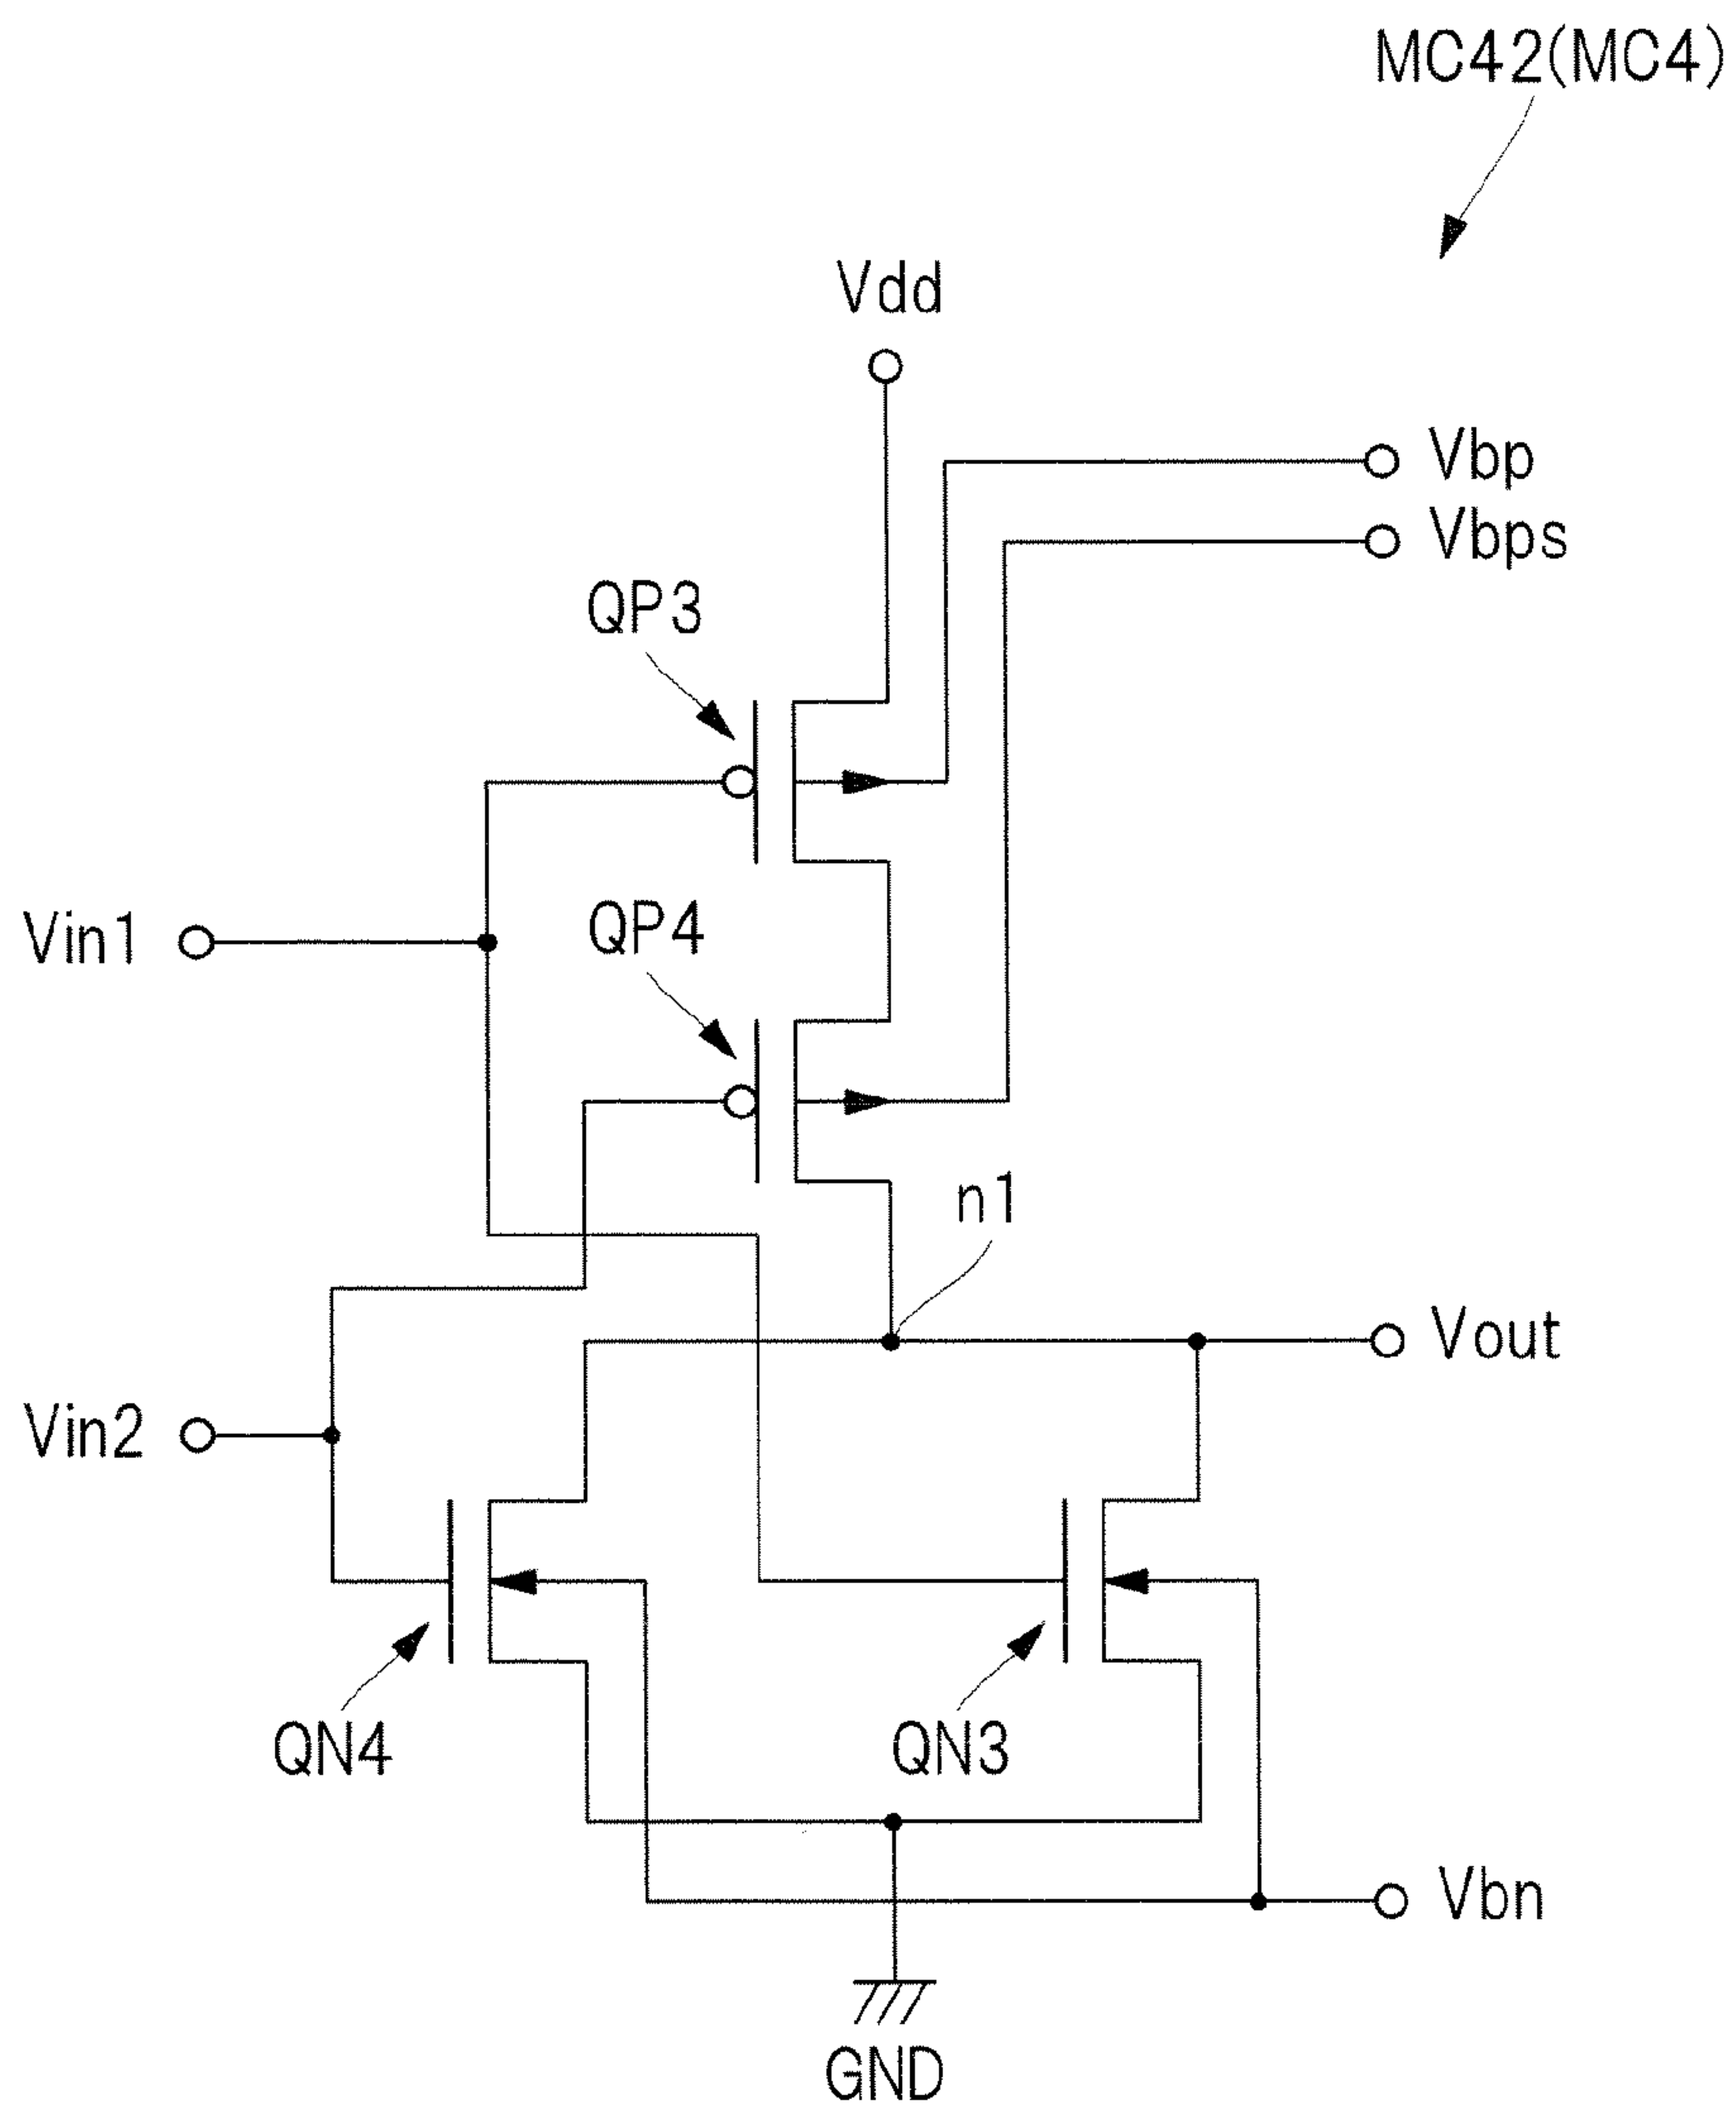 MC42(MC4)
Vdd
Vbp
Vbps
QP3
QP4
Vin1
n1
Vout
Vin2
QN4
QN3
Vbn
GND